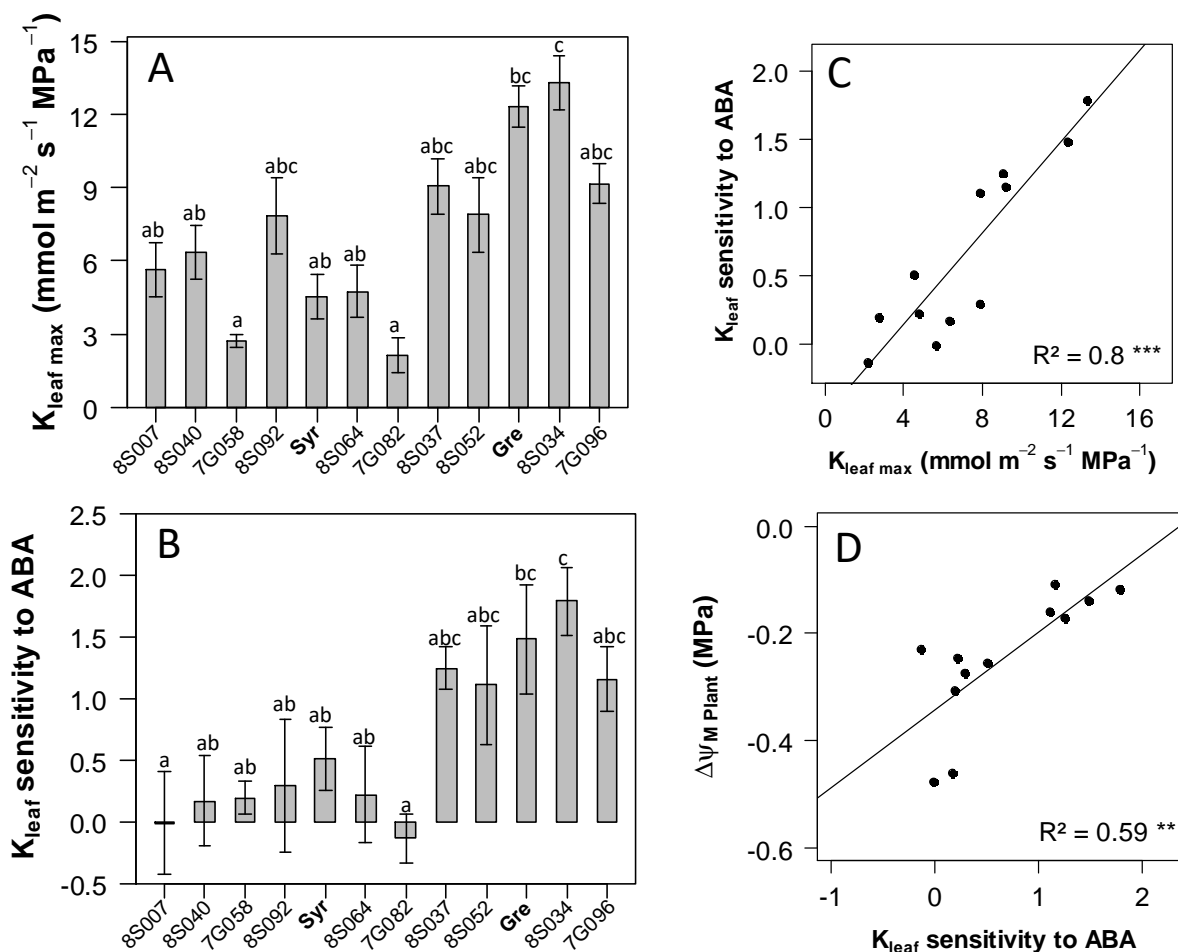 A
K_leaf max (mmol m⁻² s⁻¹ MPa⁻¹)
15
12
9
6
3
0
ab
ab
a
abc
ab
ab
a
abc
abc
bc
c
abc
8S007
8S040
7G058
8S092
Syr
8S064
7G082
8S037
8S052
Gre
8S034
7G096
B
K_leaf sensitivity to ABA
2.5
2.0
1.5
1.0
0.5
0.0
-0.5
a
ab
ab
ab
ab
ab
a
abc
abc
bc
c
abc
8S007
8S040
7G058
8S092
Syr
8S064
7G082
8S037
8S052
Gre
8S034
7G096
C
K_leaf sensitivity to ABA
2.0
1.5
1.0
0.5
0.0
R² = 0.8 ***
0
4
8
12
16
K_leaf max (mmol m⁻² s⁻¹ MPa⁻¹)
D
Δψ_M Plant (MPa)
0.0
-0.2
-0.4
-0.6
R² = 0.59 **
-1
0
1
2
K_leaf sensitivity to ABA